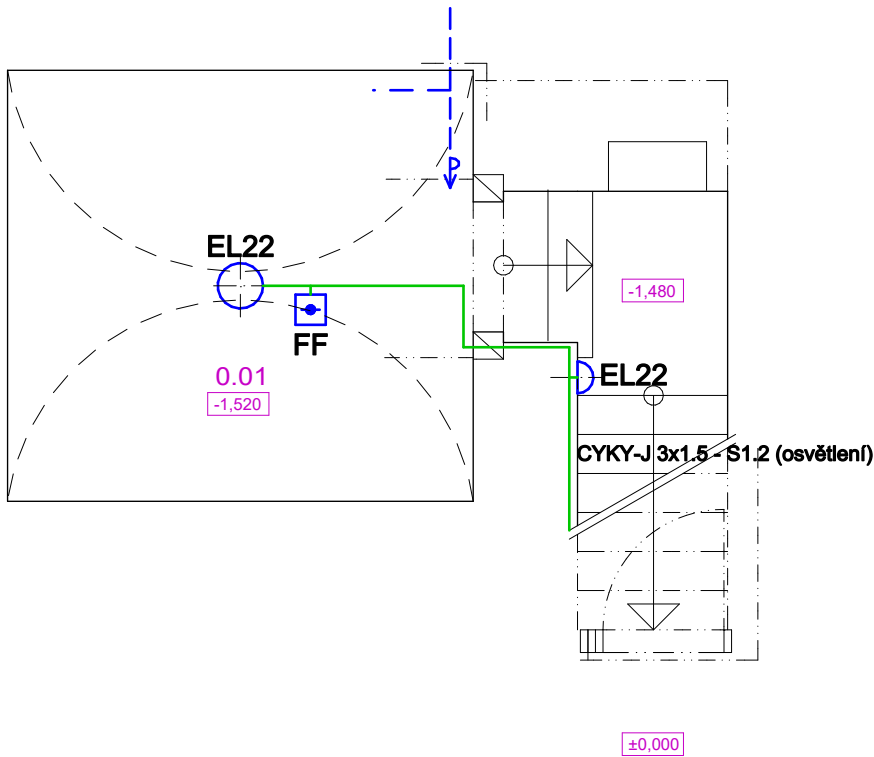 P
EL22
-1,480
FF
0.01
EL22
-1,520
CYKY-J 3x1.5 - S1.2 (osvětlení)
±0,000